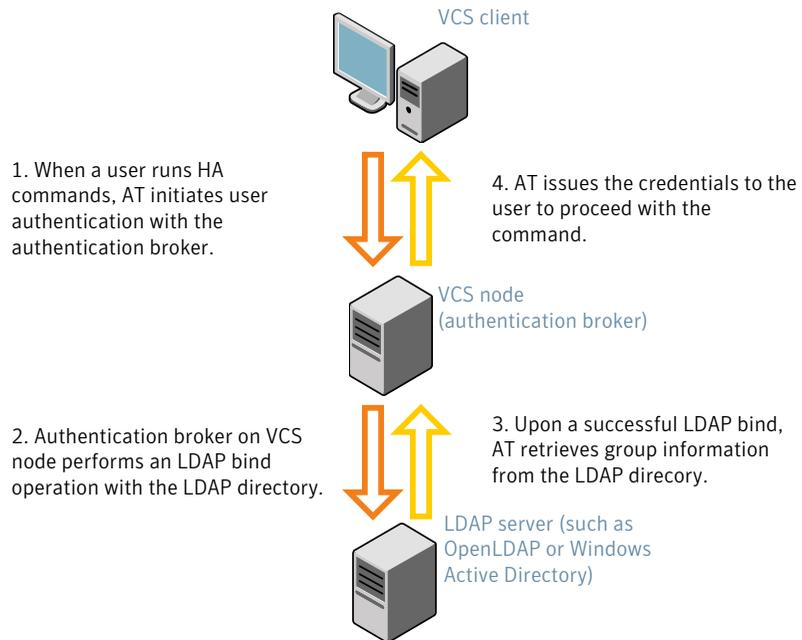 VCS client
1. When a user runs HA
commands, AT initiates user
authentication with the
authentication broker.
4. AT issues the credentials to the
user to proceed with the
command.
VCS node
(authentication broker)
2. Authentication broker on VCS
node performs an LDAP bind
operation with the LDAP directory.
3. Upon a successful LDAP bind,
AT retrieves group information
from the LDAP direcory.
LDAP server (such as
OpenLDAP or Windows
Active Directory)